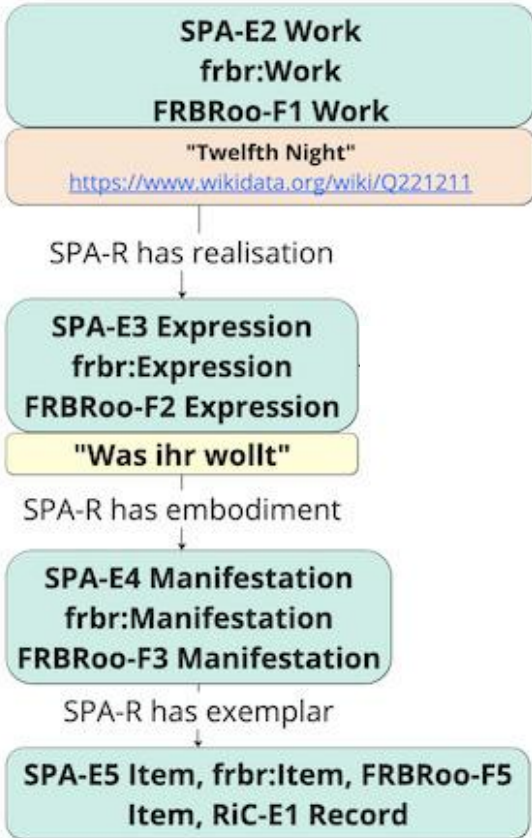 SPA-E2 Work
frbr:Work
FRBRoo-F1 Work
"Twelfth Night"
https://www.wikidata.org/wiki/Q221211
SPA-R has realisation
SPA-E3 Expression
frbr:Expression
FRBRoo-F2 Expression
"Was ihr wollt"
SPA-R has embodiment
SPA-E4 Manifestation
frbr:Manifestation
FRBRoo-F3 Manifestation
SPA-R has exemplar
SPA-E5 Item, frbr:Item, FRBRoo-F5
Item, RiC-E1 Record